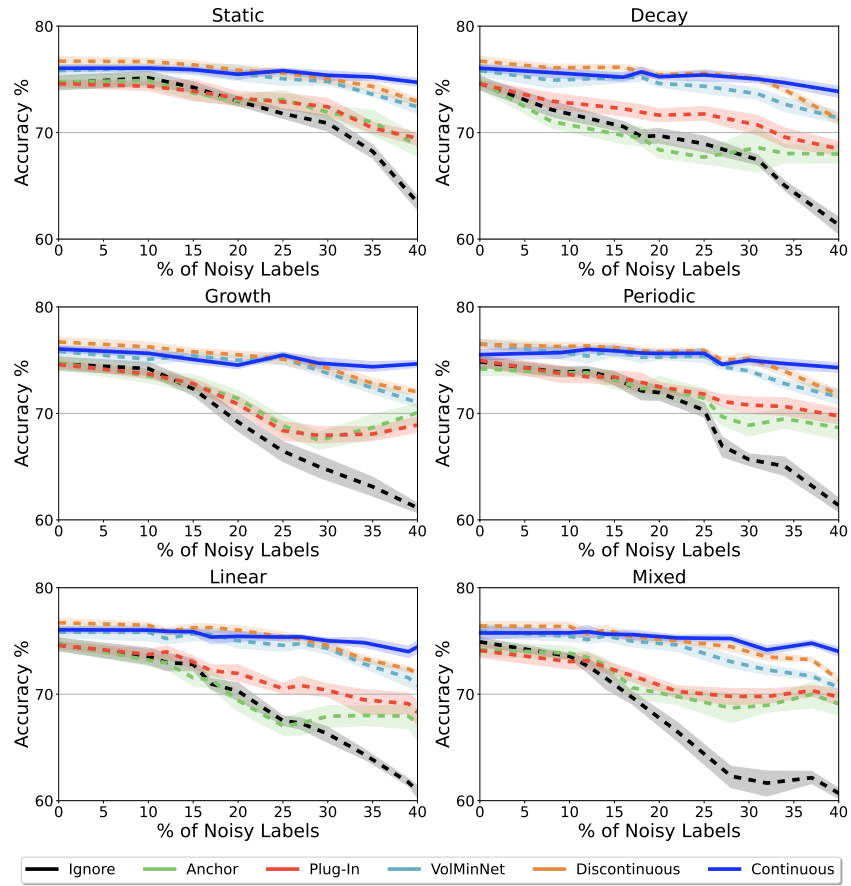 Static
Accuracy %
80
70
60
0 5 10 15 20 25 30 35 40
% of Noisy Labels
Decay
Accuracy %
80
70
60
0 5 10 15 20 25 30 35 40
% of Noisy Labels
Growth
Accuracy %
80
70
60
0 5 10 15 20 25 30 35 40
% of Noisy Labels
Periodic
Accuracy %
80
70
60
0 5 10 15 20 25 30 35 40
% of Noisy Labels
Linear
Accuracy %
80
70
60
0 5 10 15 20 25 30 35 40
% of Noisy Labels
Mixed
Accuracy %
80
70
60
0 5 10 15 20 25 30 35 40
% of Noisy Labels
Ignore Anchor Plug-In VolMinNet Discontinuous Continuous